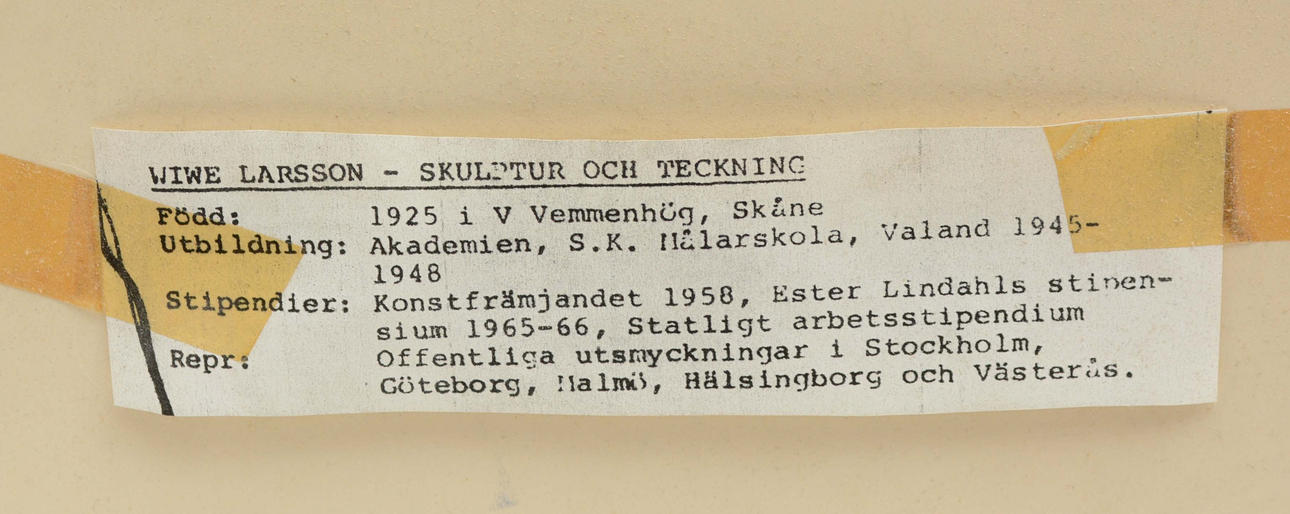 WIWE LARSSON - SKULPTUR OCH TECKNING
Född: 1925 i V Vemmenhög, Skåne
Utbildning: Akademien, S.K. Målarskola, Valand 1945-
1948
Stipendier: Konstfrämjandet 1958, Ester Lindahls stipen-
sium 1965-66, Statligt arbetsstipendium
Repr: Offentliga utsmyckningar i Stockholm,
Göteborg, Malmö, Hälsingborg och Västerås.